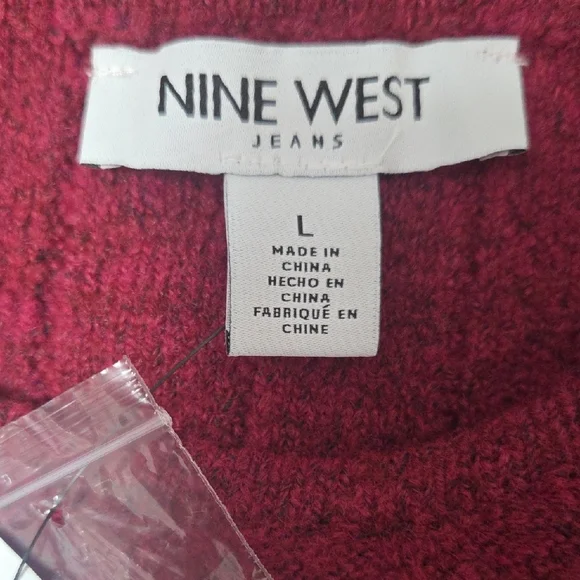 NINE WEST
JEANS
L
MADE IN
CHINA
HECHO EN
CHINA
FABRIQUÉ EN
CHINE